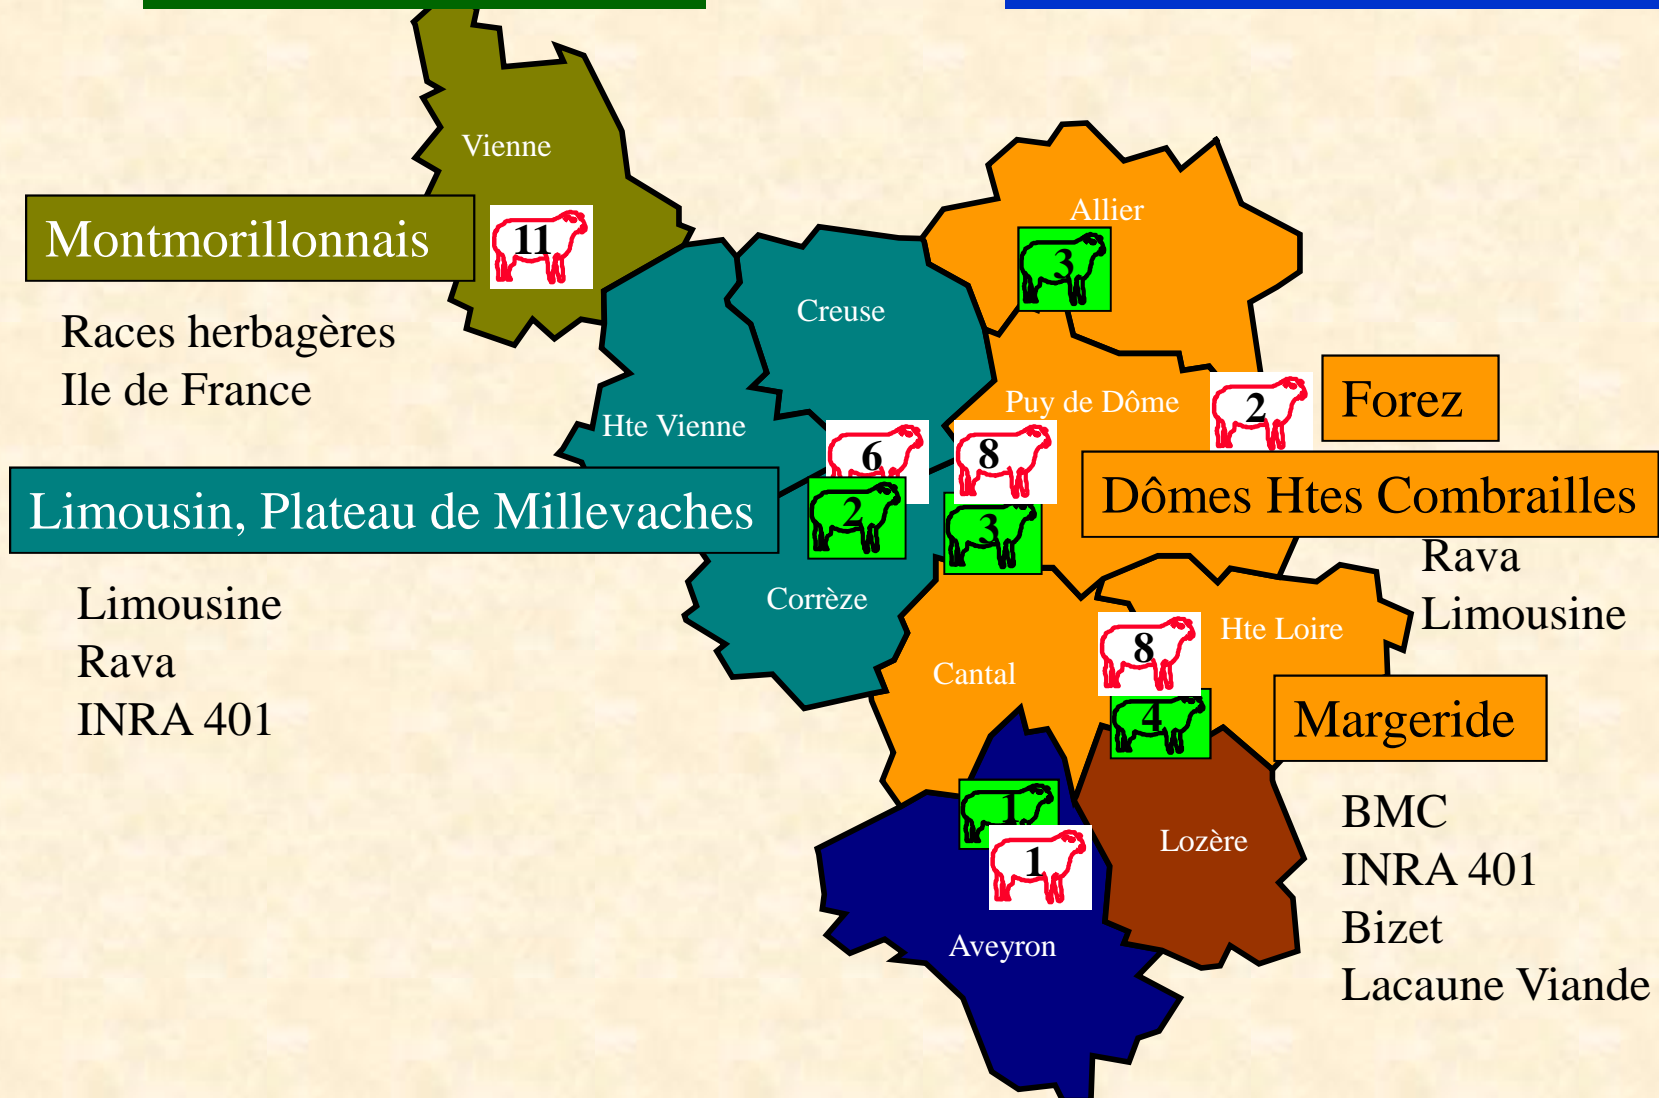 Vienne
Montmorillonnais
11
Races herbagères
Ile de France
Allier
3
Creuse
Hte Vienne
Puy de Dôme
2
Forez
6
8
Limousin, Plateau de Millevaches
2
3
Dômes Htes Combrailles
Rava
Limousine
Limousine
Rava
INRA 401
Corrèze
Cantal
8
Hte Loire
4
Margeride
1
1
Lozère
Aveyron
BMC
INRA 401
Bizet
Lacaune Viande